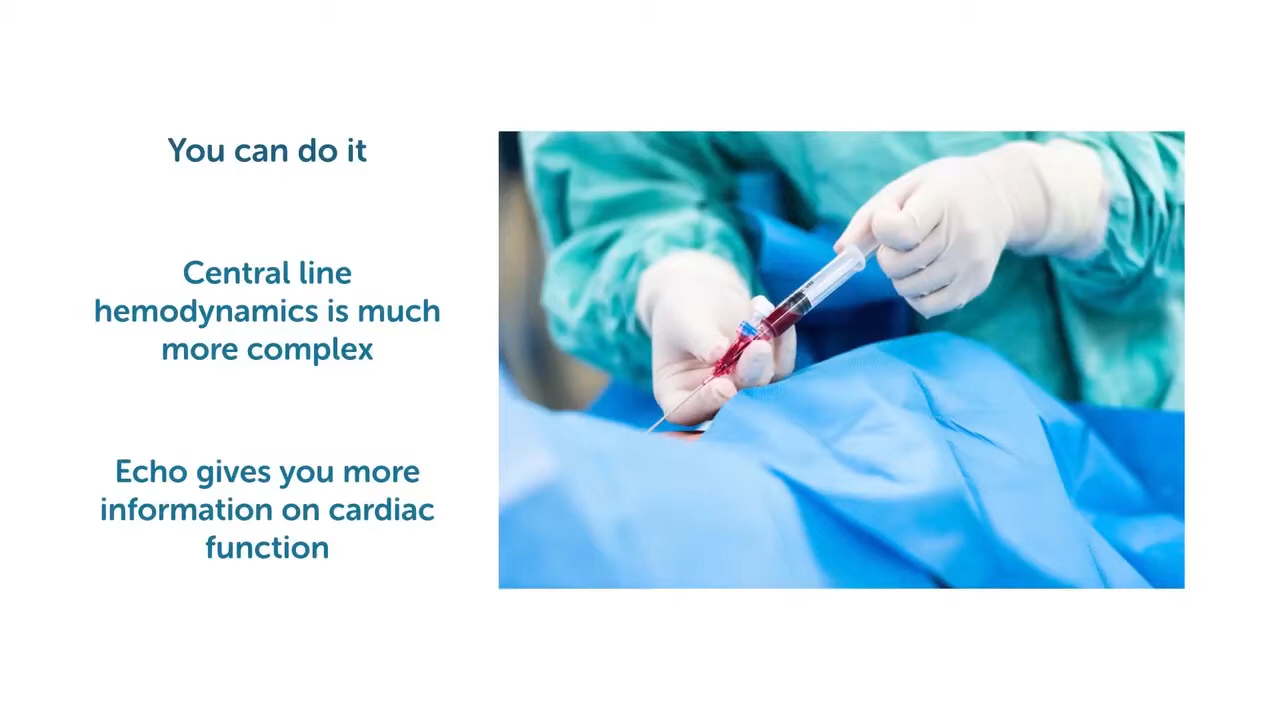 You can do it
Central line
hemodynamics is much
more complex
Echo gives you more
information on cardiac
function